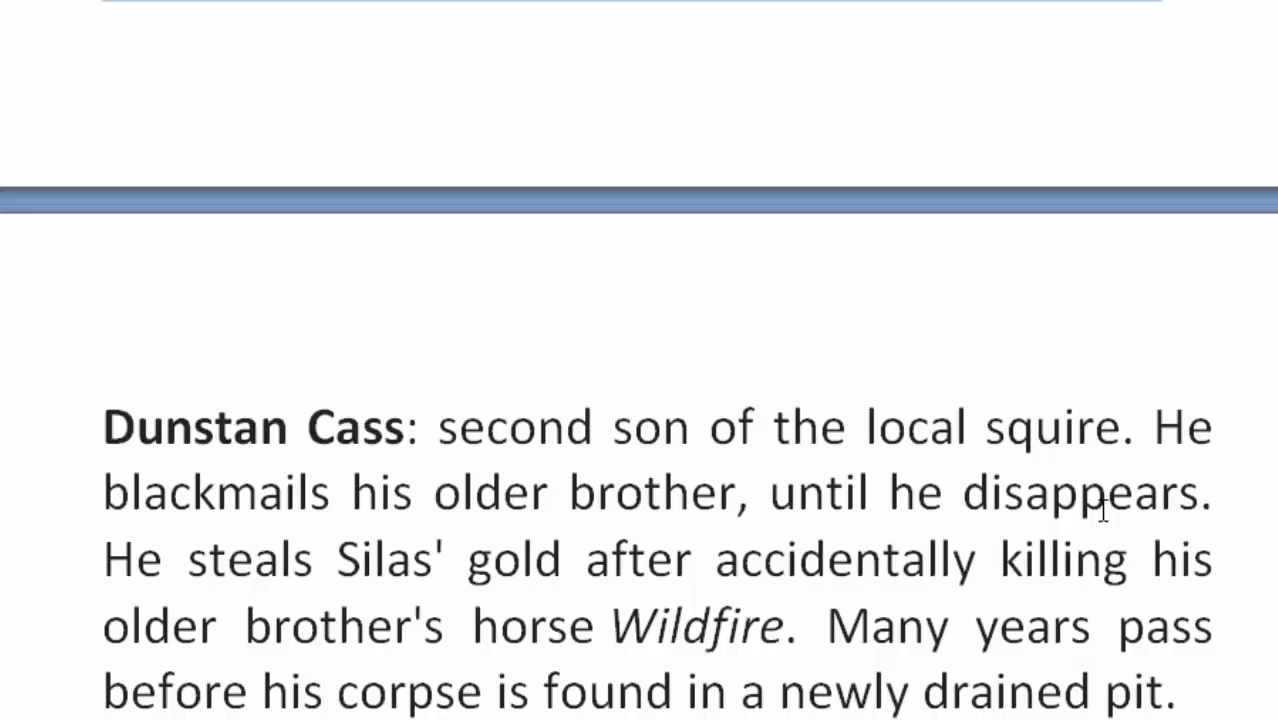 Dunstan Cass: second son of the local squire. He
blackmails his older brother, until he disappears.
He steals Silas' gold after accidentally killing his
older brother's horse Wildfire. Many years pass
before his corpse is found in a newly drained pit.